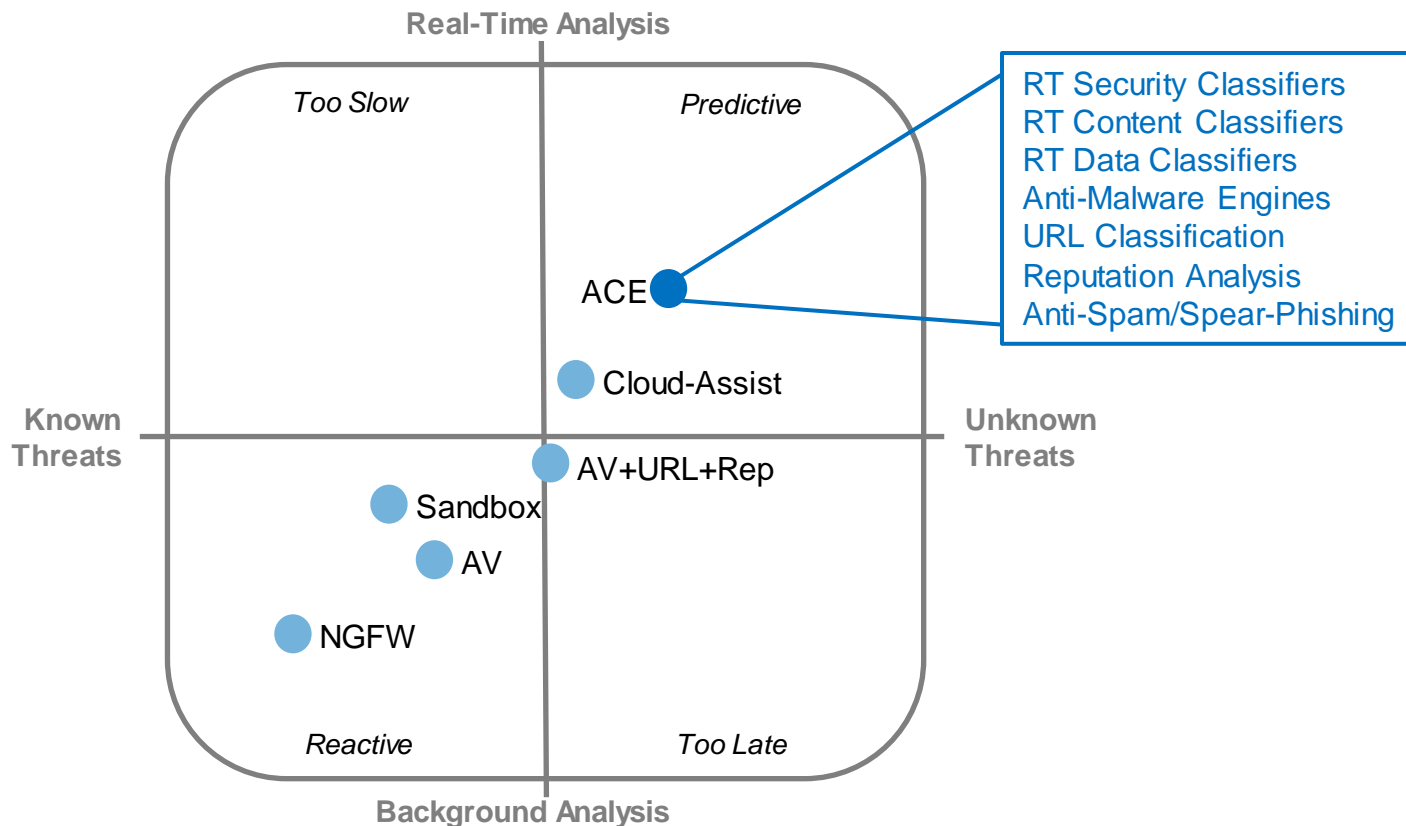 Real-Time Analysis
Too Slow
Predictive
RT Security Classifiers
RT Content Classifiers
RT Data Classifiers
Anti-Malware Engines
URL Classification
Reputation Analysis
Anti-Spam/Spear-Phishing
ACE
Cloud-Assist
Known
Threats
Unknown
Threats
AV+URL+Rep
Sandbox
AV
NGFW
Reactive
Too Late
Background Analysis